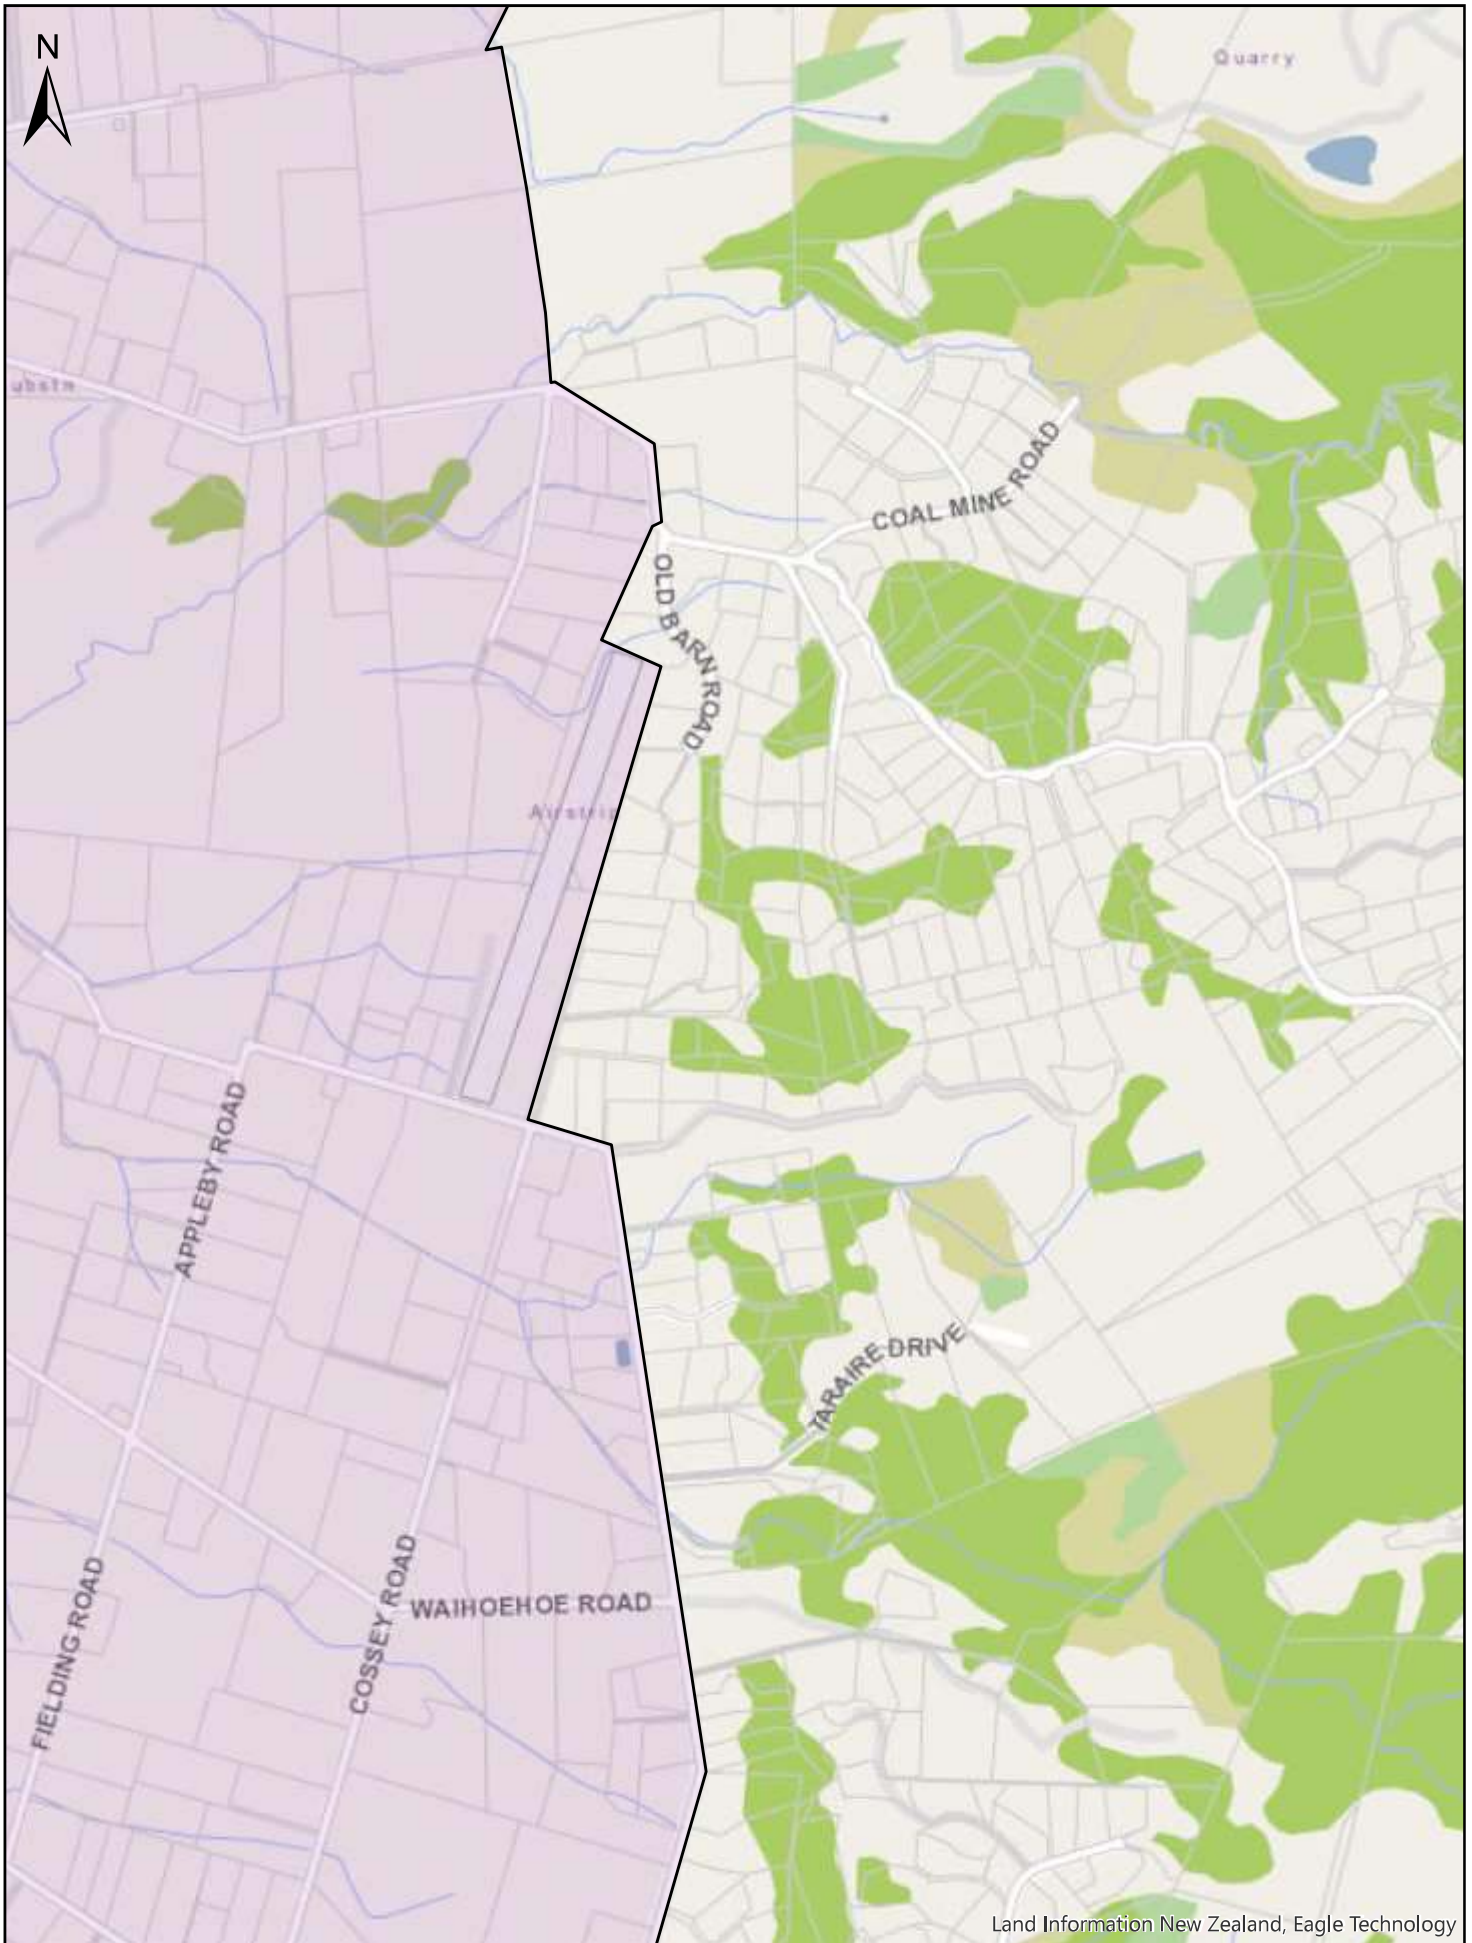 N
Quarry
ubstn
COAL MINE ROAD
OLD BARN ROAD
Airstrip
APPLEBY ROAD
TARAIRE DRIVE
FIELDING ROAD
COSSEY ROAD
WAIHOEHOE ROAD
Land Information New Zealand, Eagle Technology